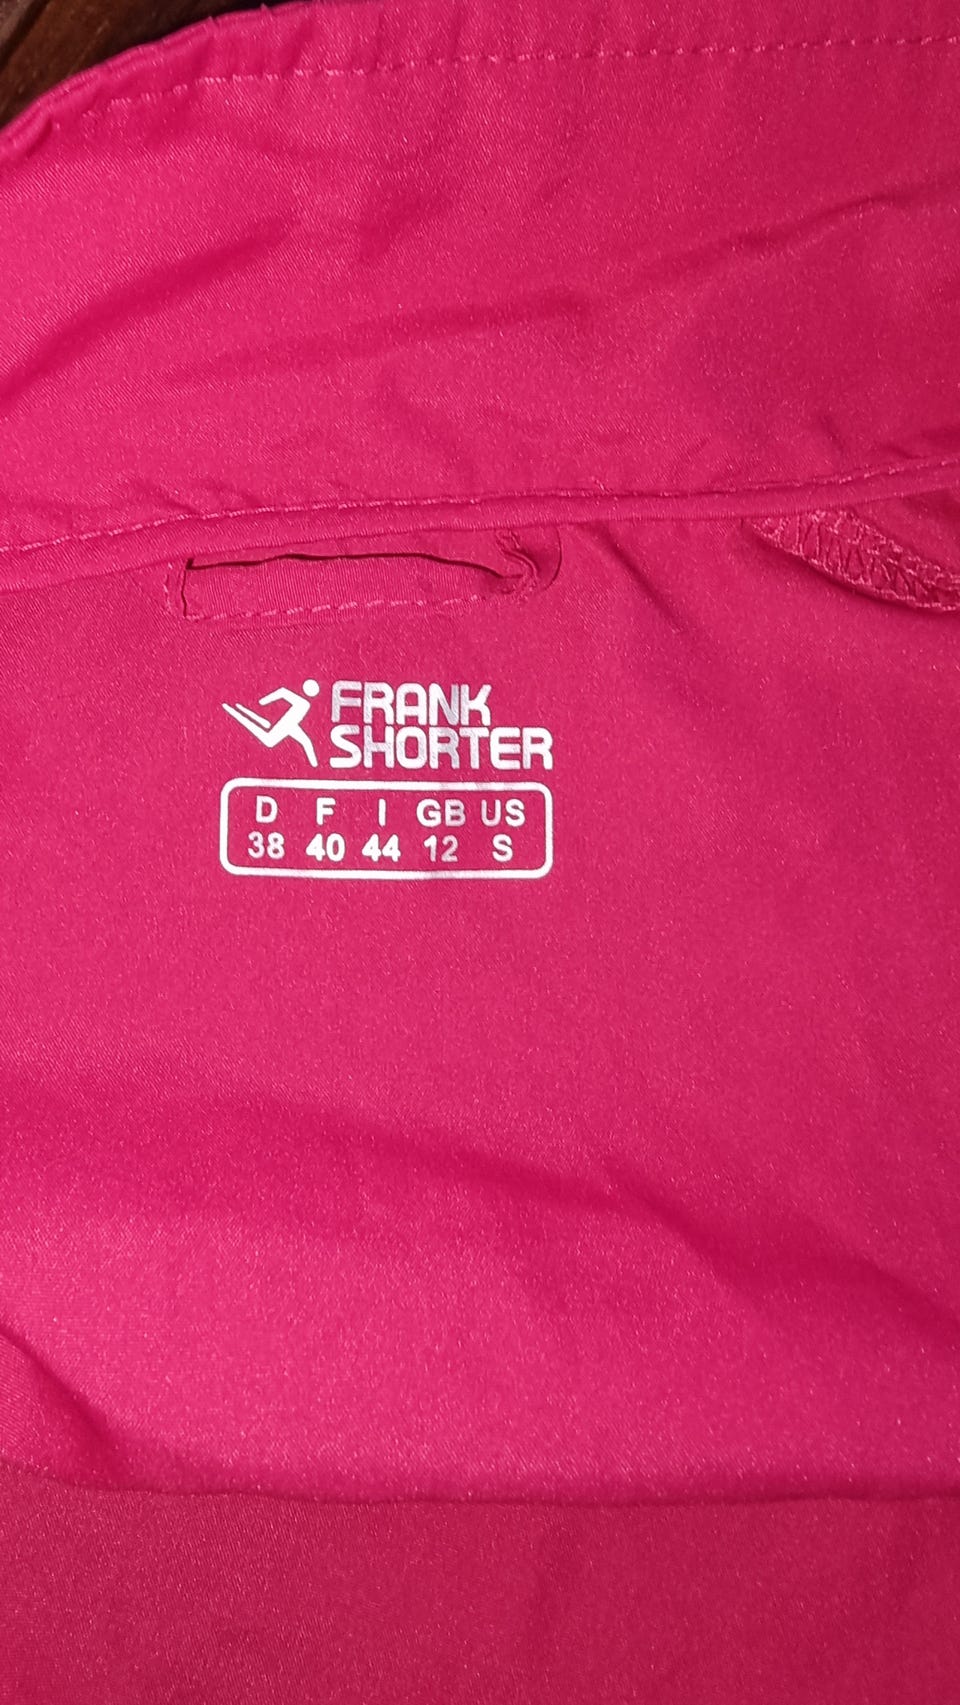 FRANK
SHORTER
D F I GB US
38 40 44 12 S